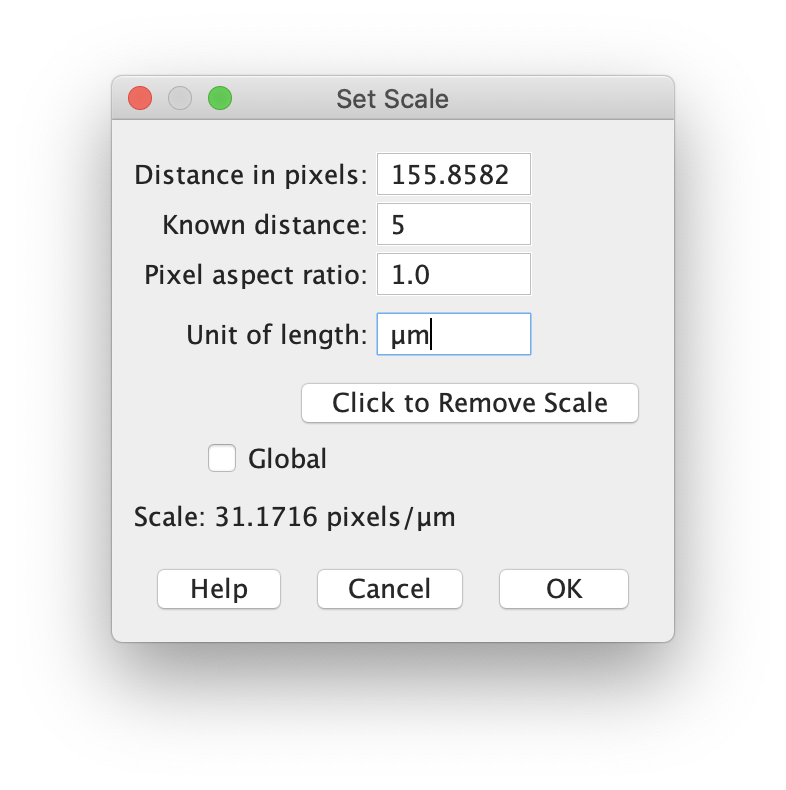 Set Scale
Distance in pixels: 155.8582
Known distance: 5
Pixel aspect ratio: 1.0
Unit of length: µm
Click to Remove Scale
Global
Scale: 31.1716 pixels/µm
Help Cancel OK